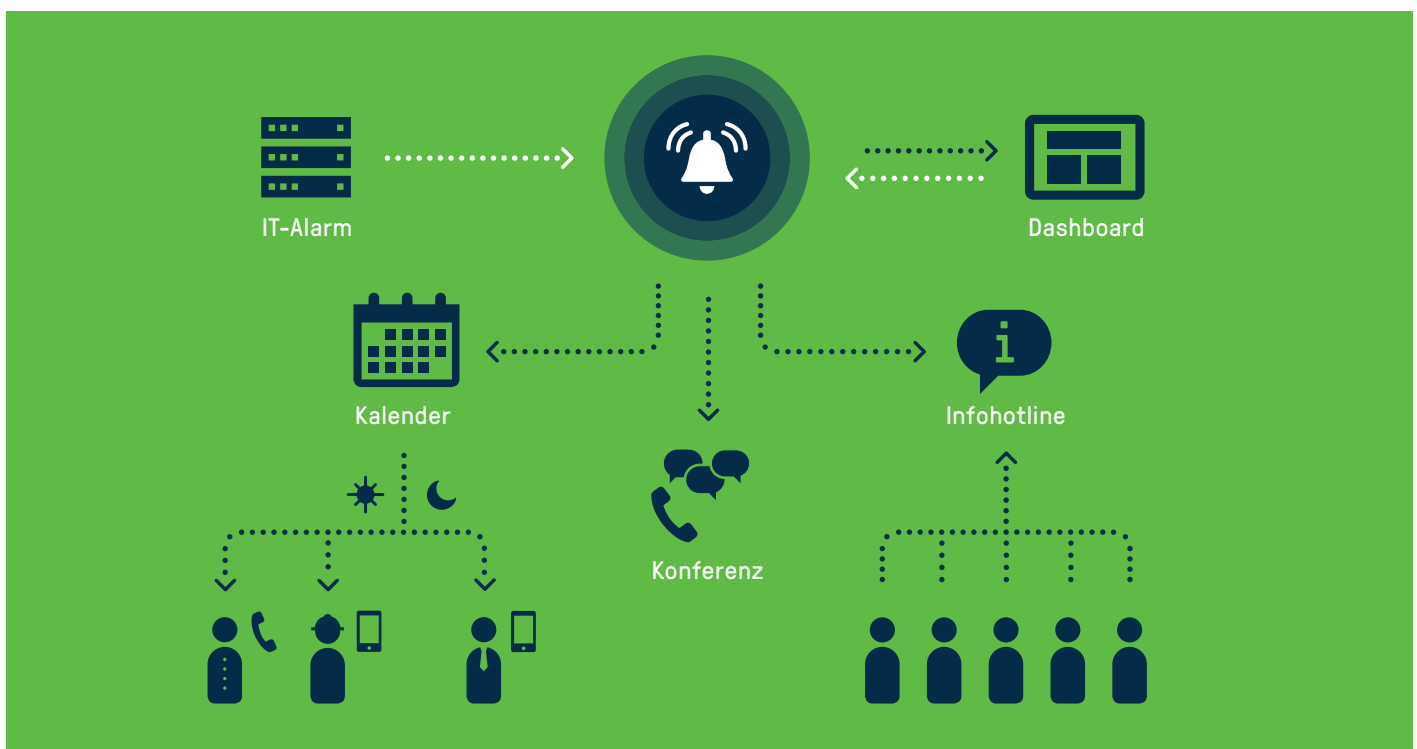 IT-Alarm
Dashboard
Kalender
Infohotline
Konferenz